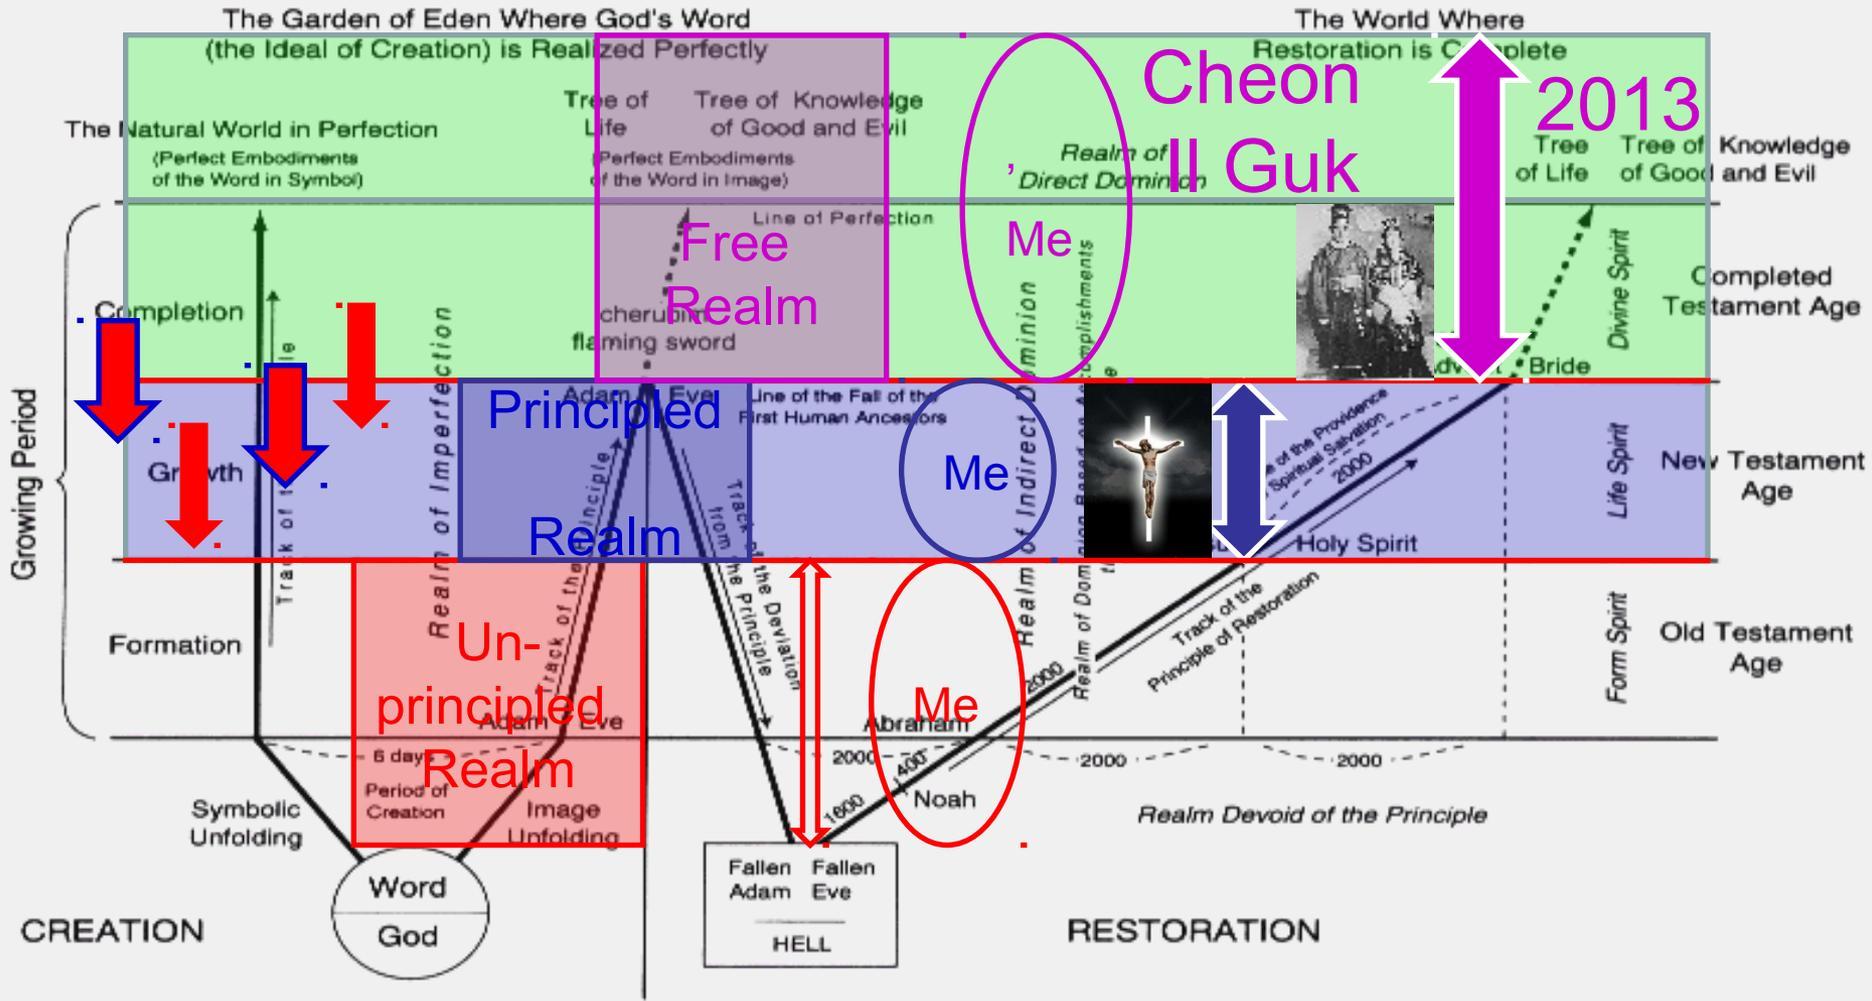 The Garden of Eden Where God's Word
(the Ideal of Creation) is Realized Perfectly
The World Where
Restoration is Complete
Cheon
Il Guk
2013
Tree of
Life
Tree of Knowledge
of Good and Evil
The Natural World in Perfection
(Perfect Embodiments
of the Word in Symbol)
(Perfect Embodiments
of the Word in Image)
Realm of
Direct Dominion
Tree
of Life
Tree of Knowledge
of Good and Evil
Line of Perfection
Free
Realm
Me
cherubim
flaming sword
Completion
Growth
Formation
Growing Period
Realm of Imperfection
Adam
Eve
Line of the Fall of the
First Human Ancestors
Principled
Realm
Me
Realm of Indirect Dominion
Track of the Principle
Track of the Deviation
from the Principle
Spiritual Salvation
2000
Holy Spirit
Bride
Divine Spirit
Life Spirit
Form Spirit
Completed
Testament Age
New Testament
Age
Old Testament
Age
Un-
principled
Realm
Me
Track of the
Principle of Restoration
2000
Adam
Eve
Abraham
6 days
Period of
Creation
2000
400
1600
Noah
2000
2000
Symbolic
Unfolding
Image
Unfolding
Realm Devoid of the Principle
Word
God
Fallen Fallen
Adam Eve
HELL
CREATION
RESTORATION